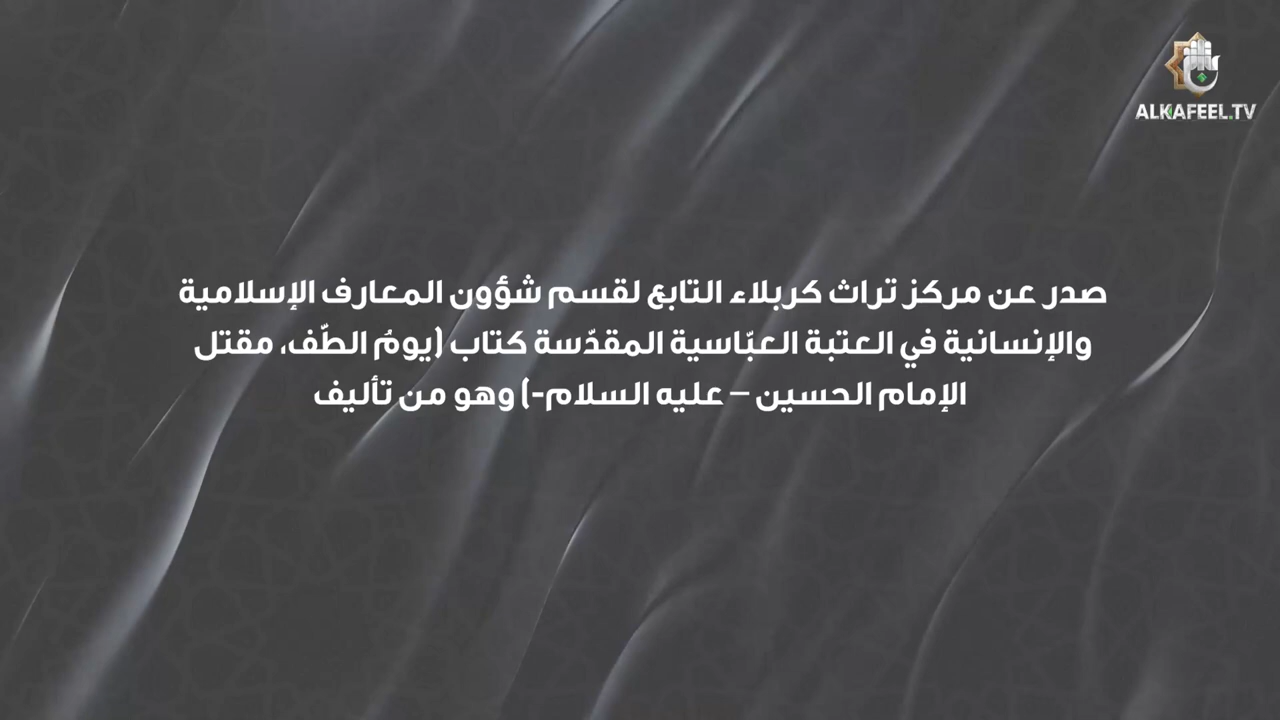 ALKAFEEL.TV
صدر عن مركز تراث كربلاء التابع لقسم شؤون المعارف الإسلامية
والإنسانية في العتبة العبّاسية المقدّسة كتاب (يومُ الطّف، مقتل
الإمام الحسين – عليه السلام-) وهو من تأليف